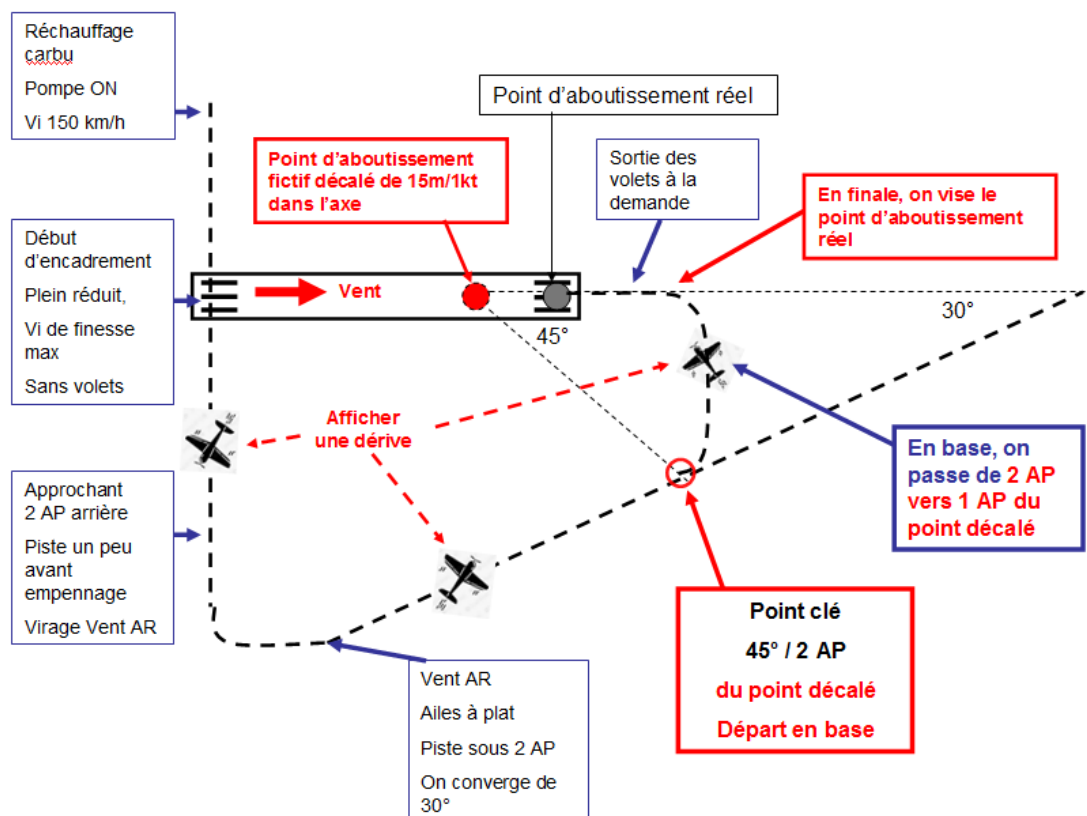 Réchauffage
carbu
Pompe ON
Vi 150 km/h
Point d'aboutissement réel
Point d'aboutissement
fictif décalé de 15m/1kt
dans l'axe
Sortie des
volets à la
demande
En finale, on vise le
point d'aboutissement
réel
Début
d'encadrement
Plein réduit,
Vi de finesse
max
Sans volets
Vent
45°
30°
Afficher
une dérive
En base, on
passe de 2 AP
vers 1 AP du
point décalé
Approchant
2 AP arrière
Piste un peu
avant
empennage
Virage Vent AR
Point clé
45° / 2 AP
du point décalé
Départ en base
Vent AR
Ailes à plat
Piste sous 2 AP
On converge de
30°